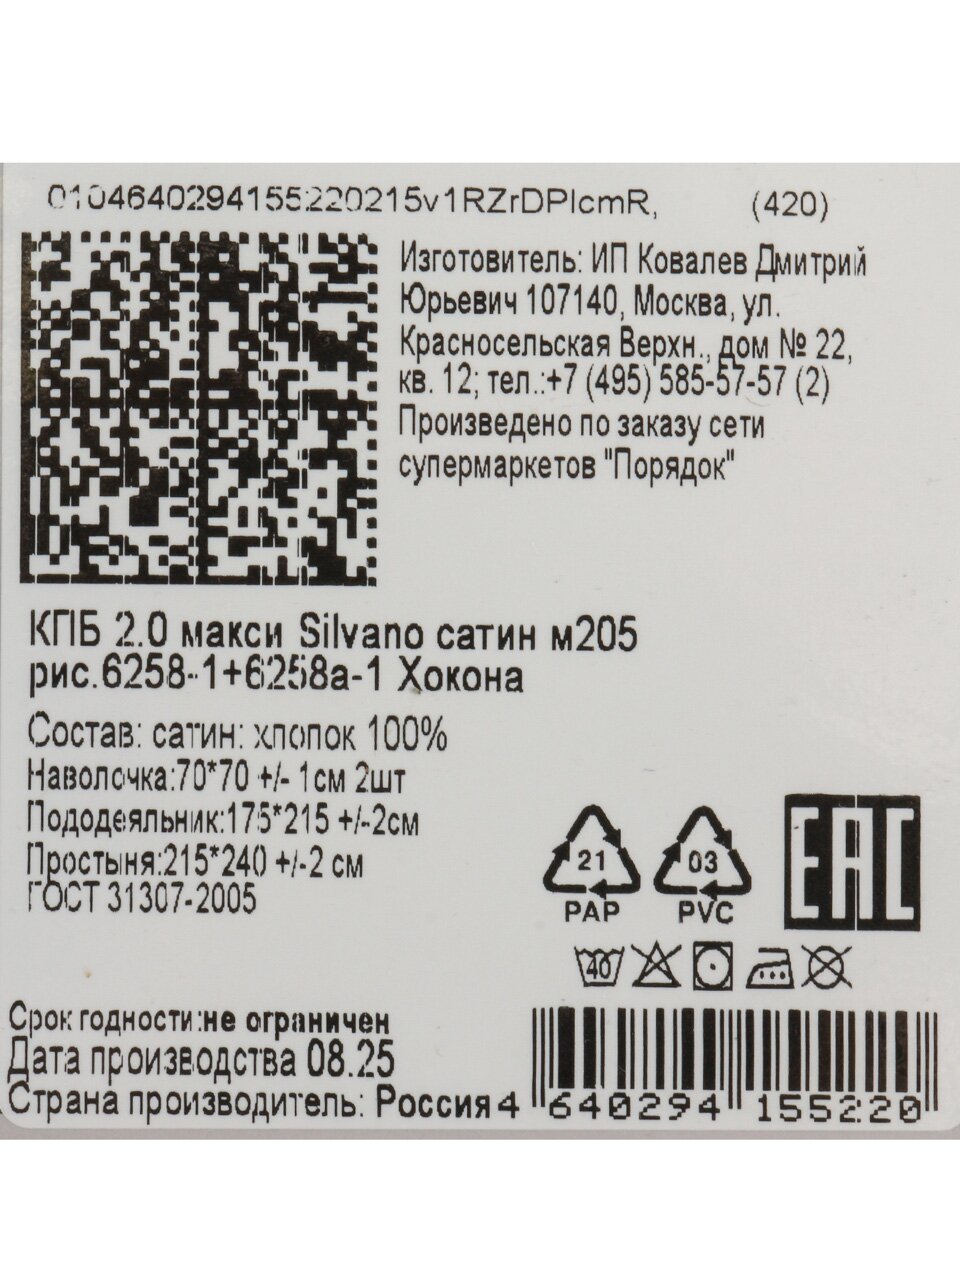 0104640294155220215v1RZrDPIcmR, (420)
Изготовитель: ИП Ковалев Дмитрий
Юрьевич 107140, Москва, ул.
Красносельская Верхн., дом № 22,
кв. 12; тел.:+7 (495) 585-57-57 (2)
Произведено по заказу сети
супермаркетов "Порядок"
КПБ 2.0 макси Silvano сатин м205
рис.6258-1+6258а-1 Хокона
Состав: сатин: хлопок 100%
Наволочка:70*70 +/- 1см 2шт
Пододеяльник:175*215 +/-2см
Простыня:215*240 +/-2 см
ГОСТ 31307-2005
21
PAP
03
PVC
EAC
40
Срок годности:не ограничен
Дата производства 08.25
Страна производитель: Россия
4 640294 155220